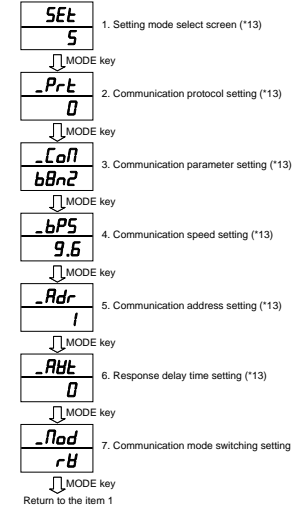 SEt
5
1. Setting mode select screen (*13)
MODE key
_Prt
0
2. Communication protocol setting (*13)
MODE key
_CoM
b8n2
3. Communication parameter setting (*13)
MODE key
_bPS
9.6
4. Communication speed setting (*13)
MODE key
_Adr
1
5. Communication address setting (*13)
MODE key
_AWt
0
6. Response delay time setting (*13)
MODE key
_Mod
rW
7. Communication mode switching setting
MODE key
Return to the item 1